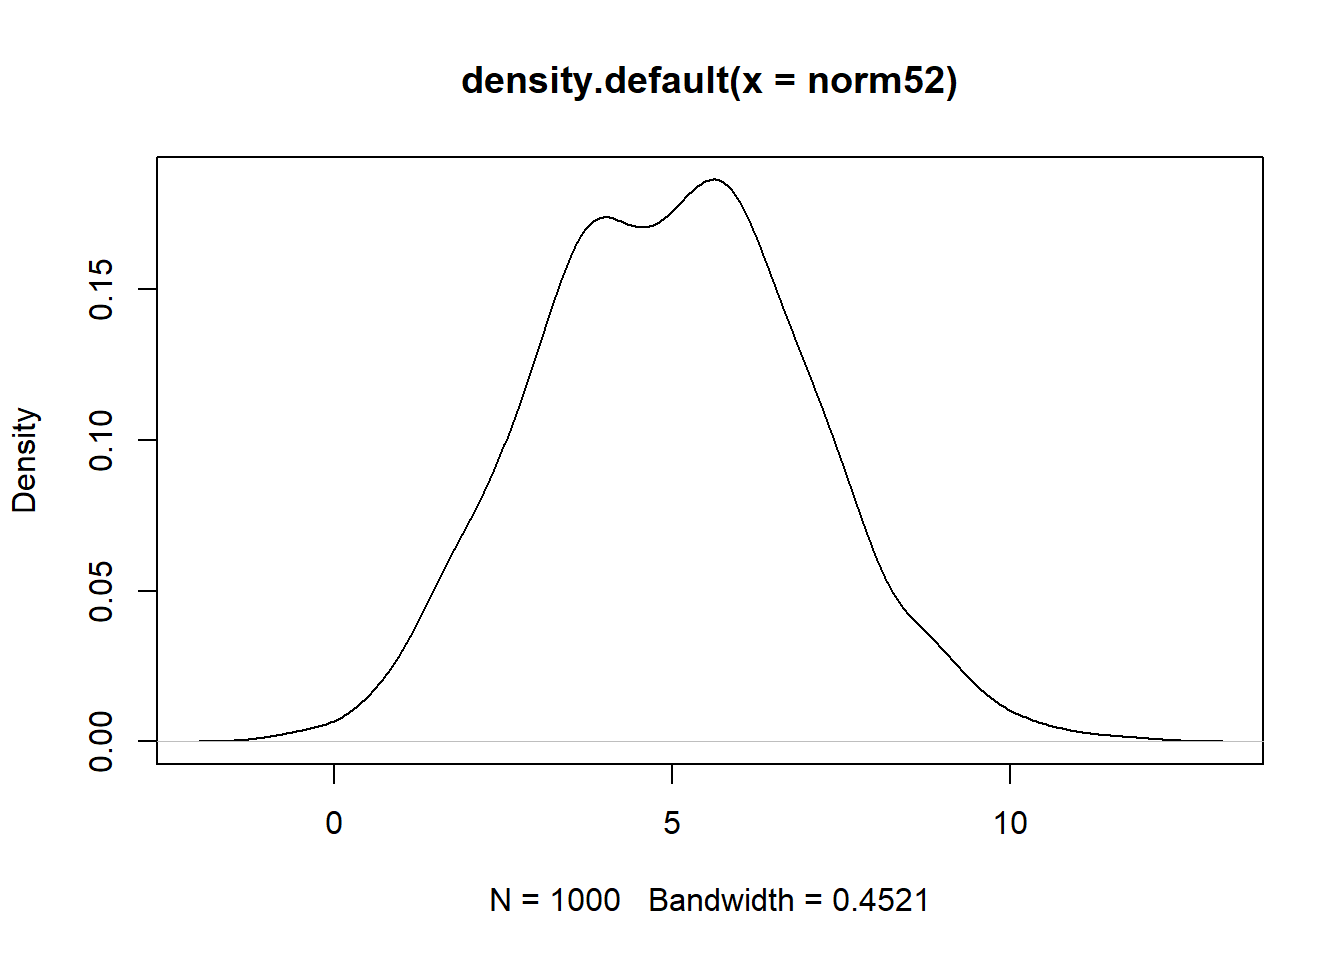 density.default(x = norm52)
Density
0.15
0.10
0.05
0.00
0 5 10
N = 1000 Bandwidth = 0.4521